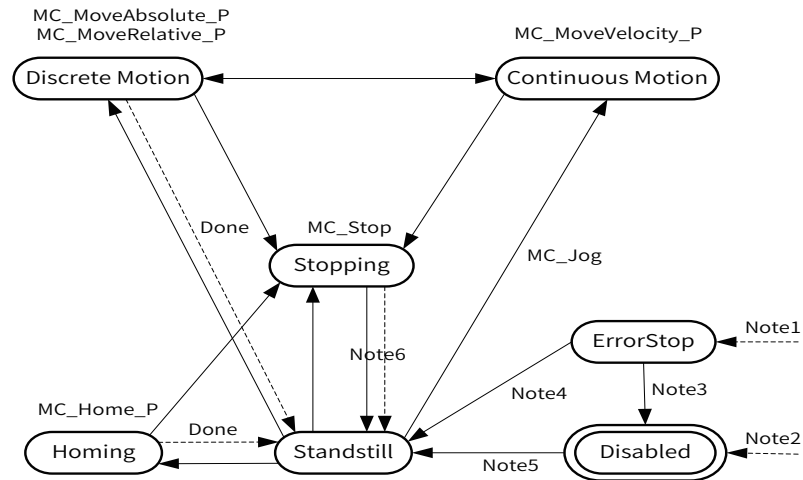 MC_MoveAbsolute_P
MC_MoveRelative_P
MC_MoveVelocity_P
Discrete Motion
Continuous Motion
Done
MC_Stop
Stopping
MC_Jog
Note1
ErrorStop
Note6
Note4
Note3
MC_Home_P
Done
Note2
Homing
Standstill
Disabled
Note5